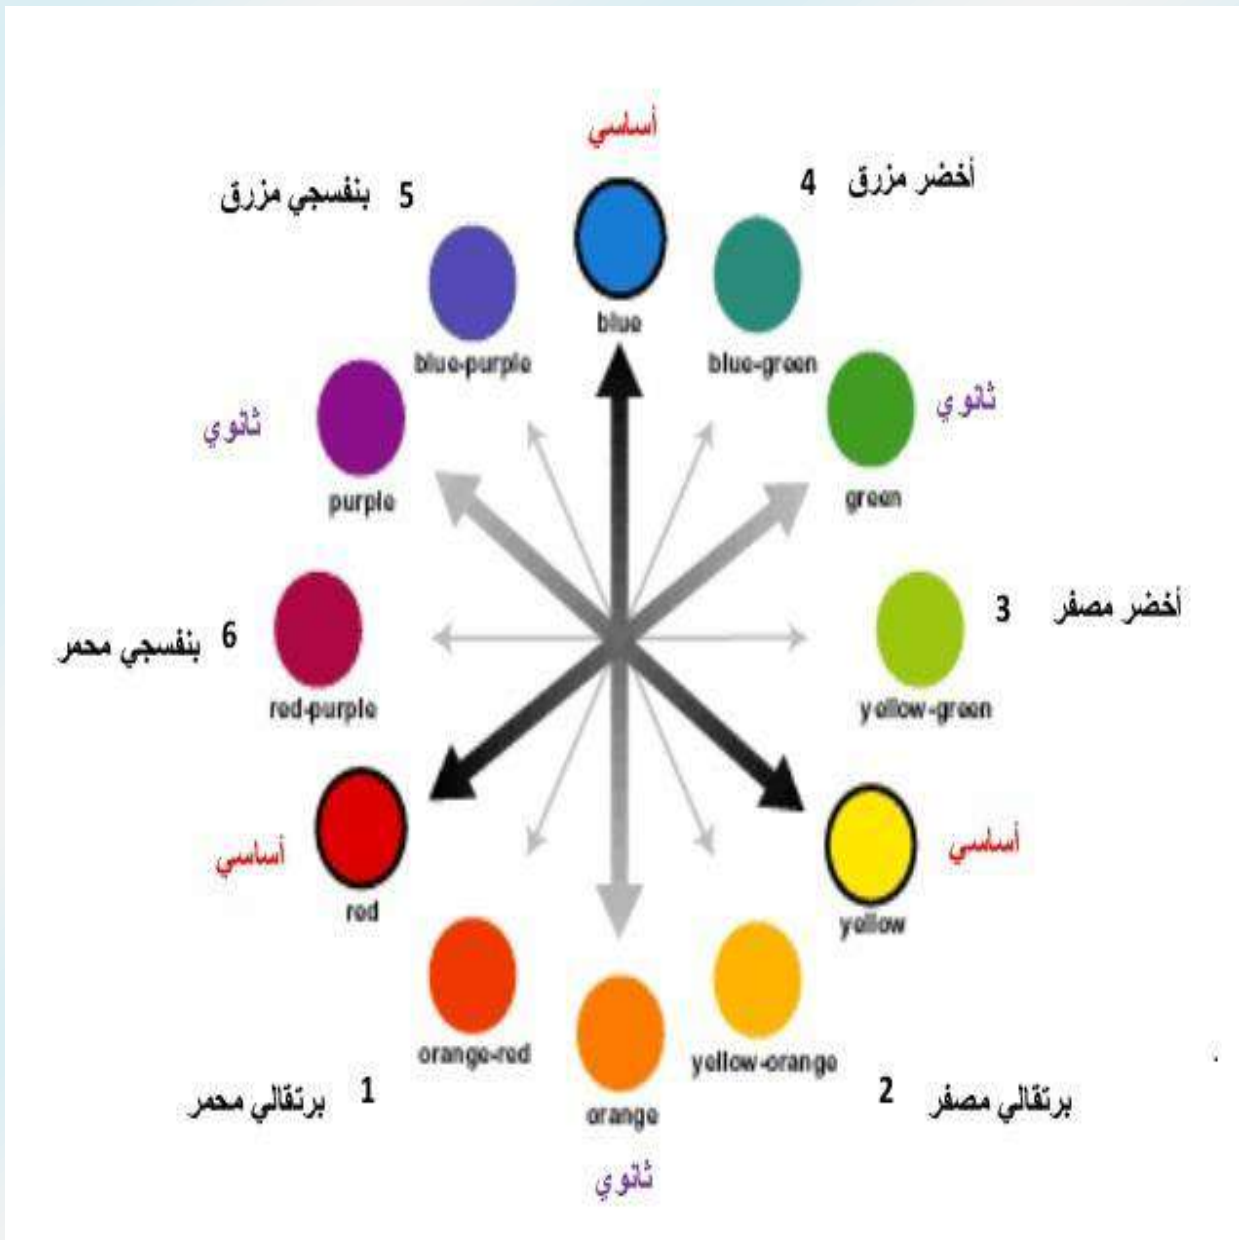 أساسي
أخضر مزرق 4
5 بنفسجي مزرق
blue
blue-green
blue-purple
green
ثانوي
purple
ثانوي
أخضر مصفر 3
yellow-green
6 بنفسجي محمر
red-purple
yellow
أساسي
red
أساسي
orange-red
yellow-orange
orange
1 برتقالي محمر
2 برتقالي مصفر
ثانوي